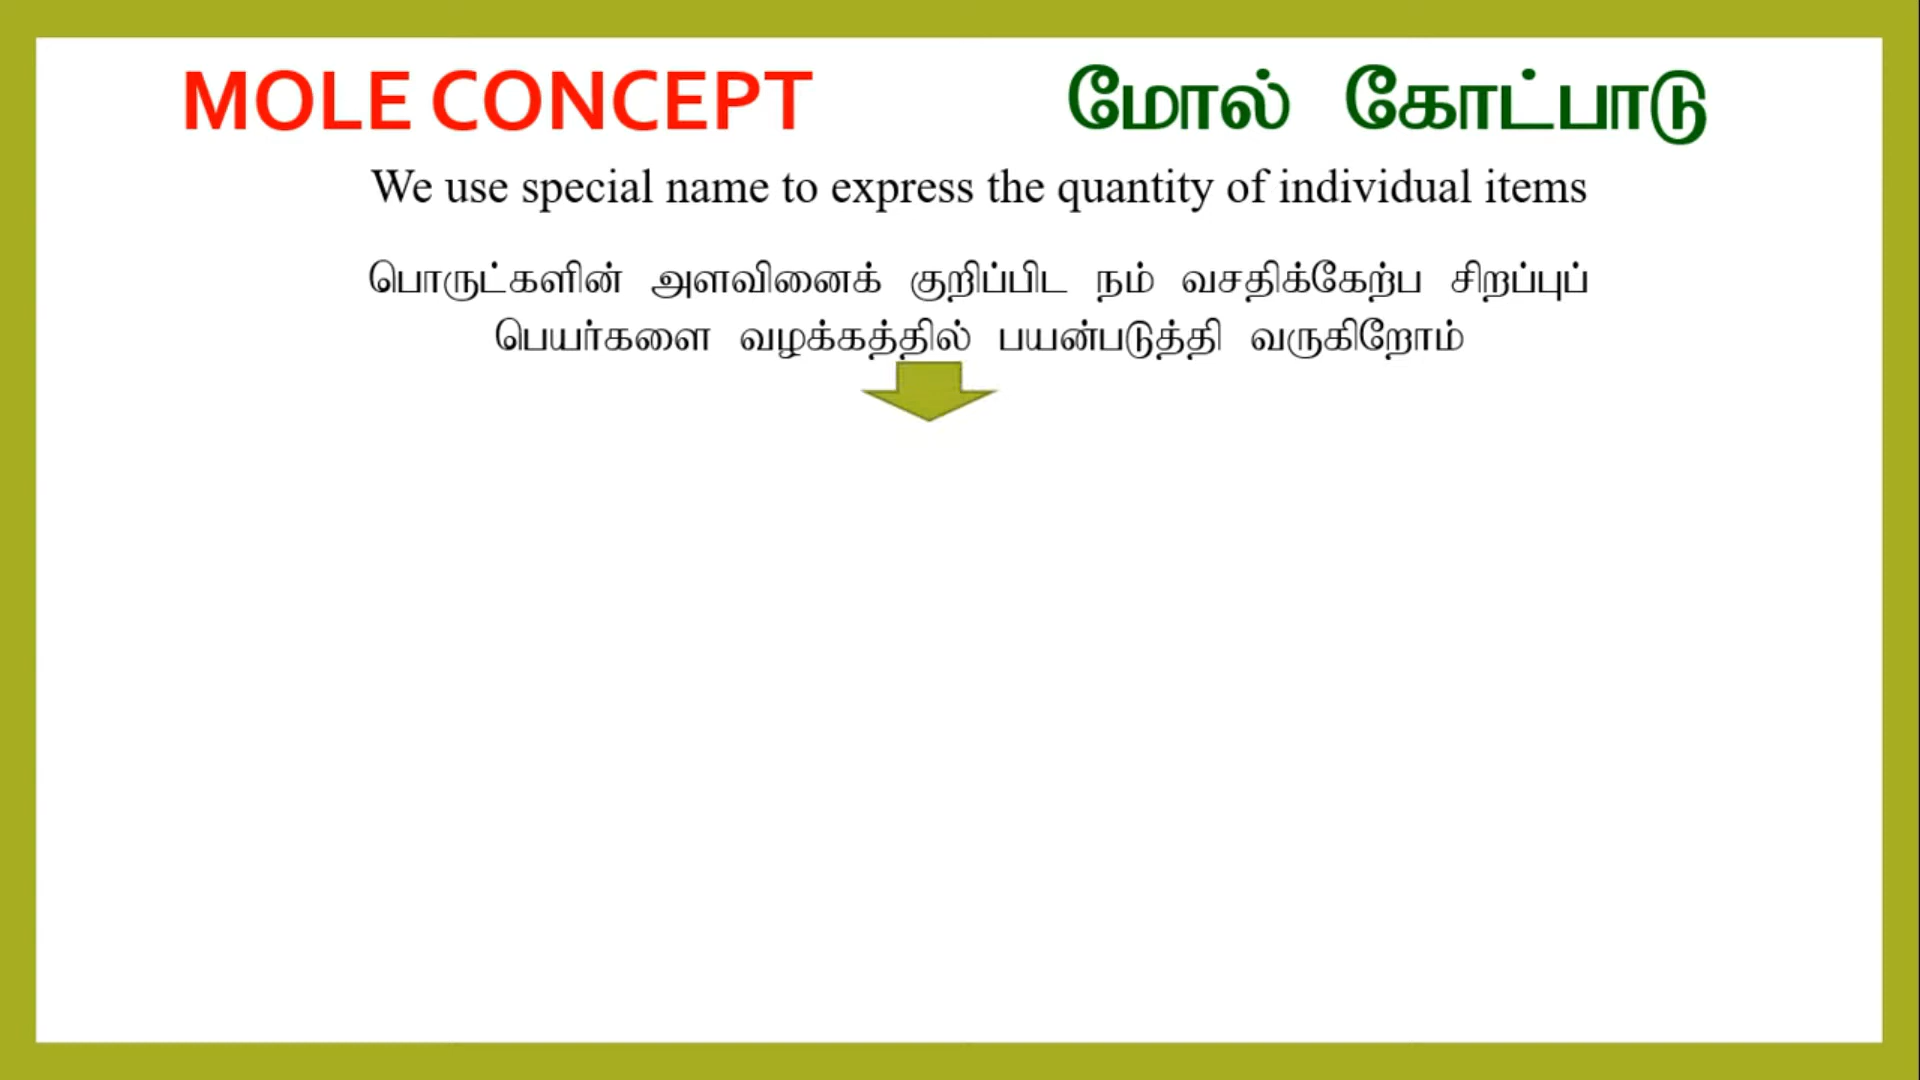 MOLE CONCEPT மோல் கோட்பாடு
We use special name to express the quantity of individual items
பொருட்களின் அளவினைக் குறிப்பிட நம் வசதிக்கேற்ப சிறப்புப்
பெயர்களை வழக்கத்தில் பயன்படுத்தி வருகிறோம்